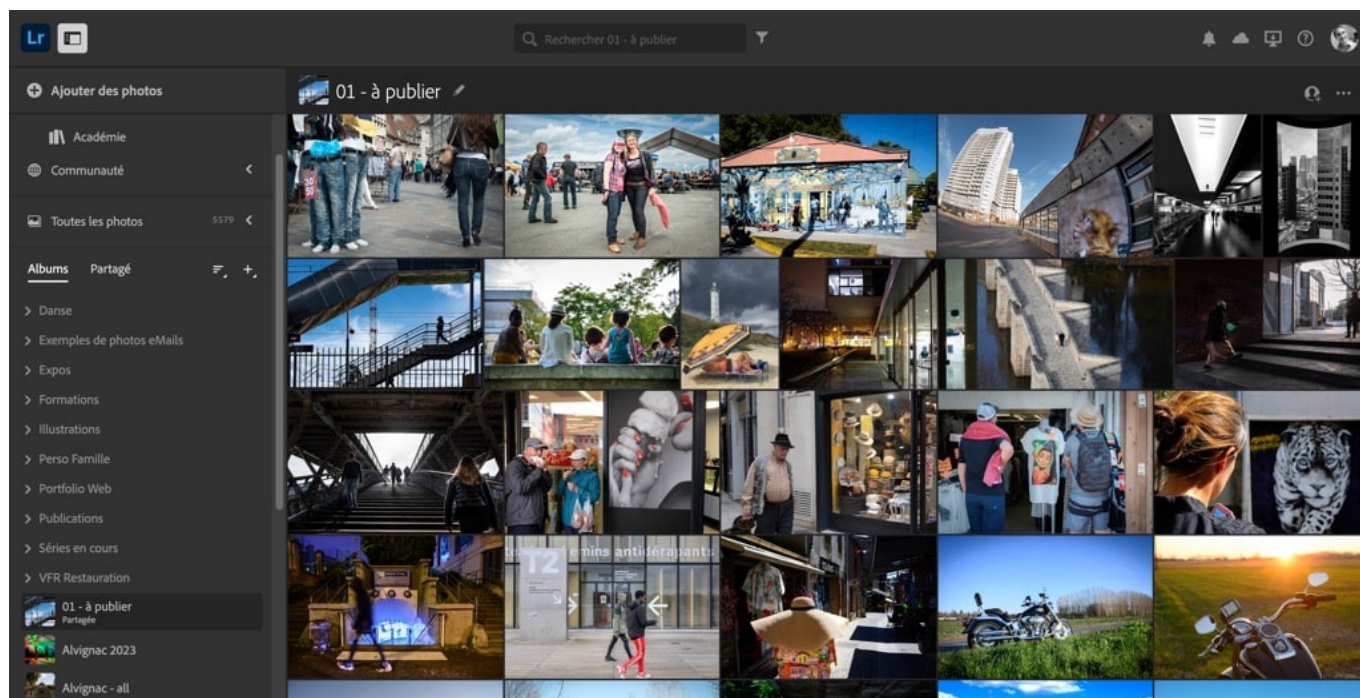 Lr
Rechercher 01 - à publier
Ajouter des photos
01 - à publier
Académie
Communauté
Toutes les photos 5579
Albums Partagé
Danse
Exemples de photos eMails
Expos
Formations
Illustrations
Perso Famille
Portfolio Web
Publications
Séries en cours
VFR Restauration
01 - à publier
Partagée
Alvignac 2023
Alvignac - all
emins antidérapants
T2